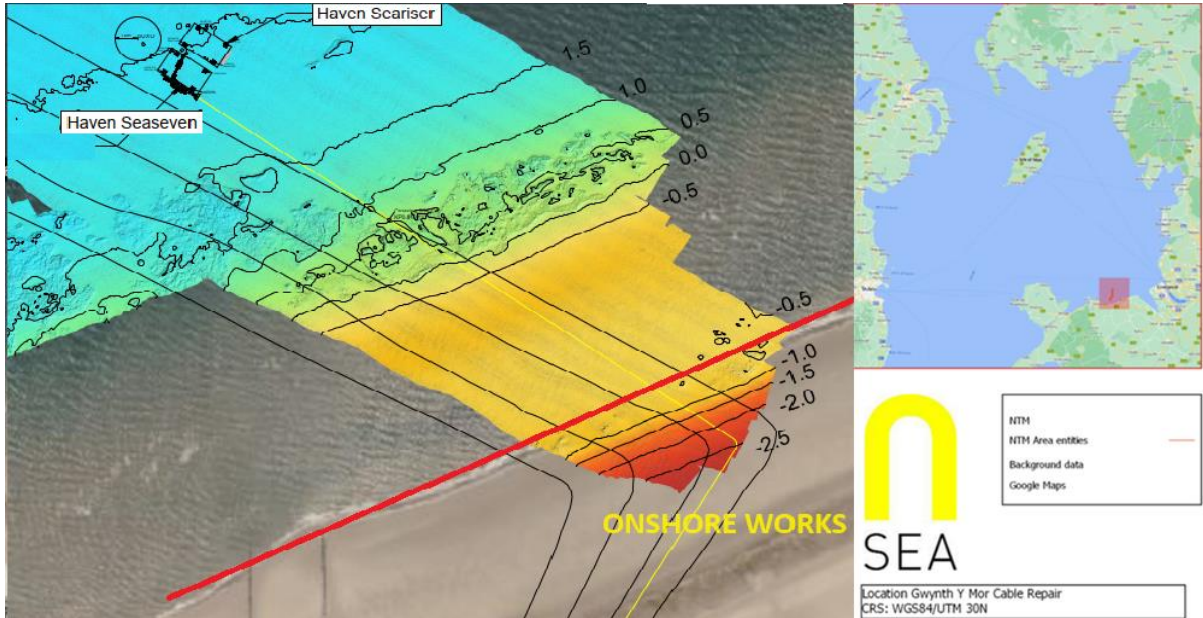 Haven Seariser
Haven Seaseven
1.5
1.0
0.5
0.0
-0.5
-0.5
-1.0
-1.5
-2.0
-2.5
ONSHORE WORKS
SEA
NTM
NTM Area entities
Background data
Google Maps
Location Gwynth Y Mor Cable Repair
CRS: WGS84/UTM 30N